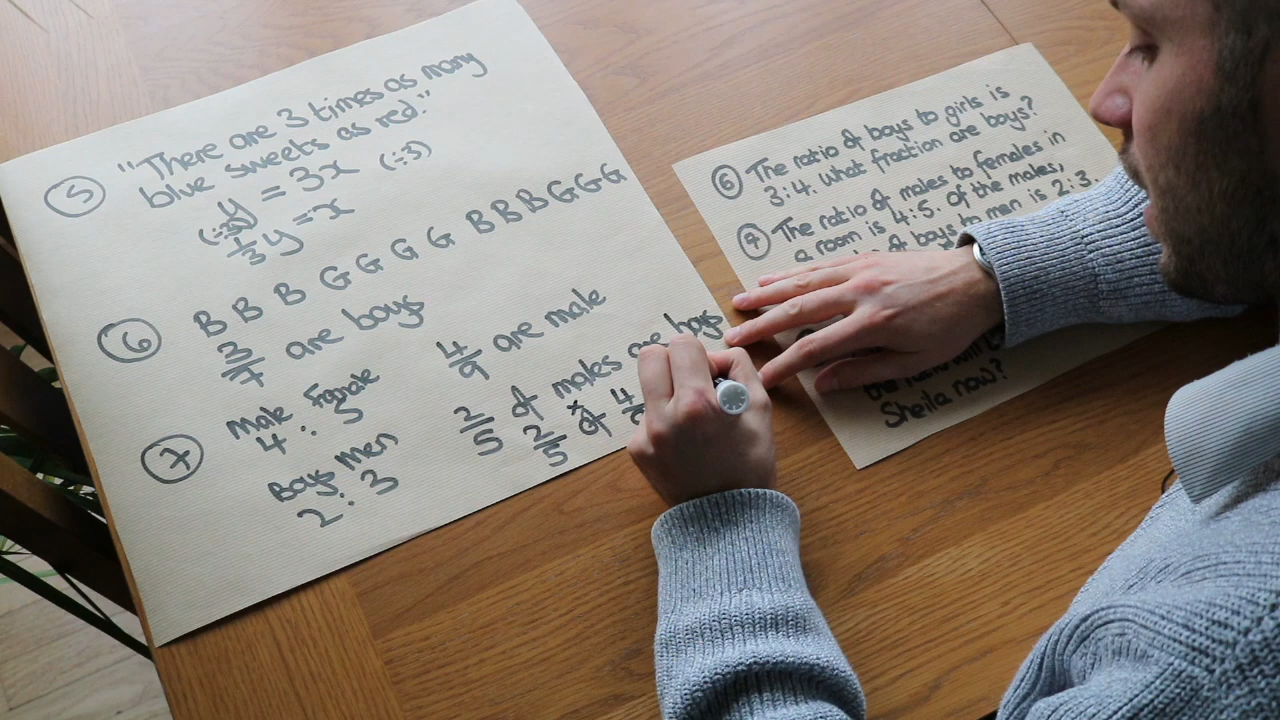 5
"There are 3 times as many
blue sweets as red."
y = 3x (÷3)
(÷3)
1/3 y = x
6
B B B G G G G B B B G G G
3/7 are boys
7
Male Female
4 : 5
4/9 are male
Boys Men
2 : 3
2/5 of males are boys
2/5 of 4/
×
6 The ratio of boys to girls is
3:4. What fraction are boys?
7 The ratio of males to females in
a room is 4:5. Of the males,
of boys to men is 2:3.
Sheila now?